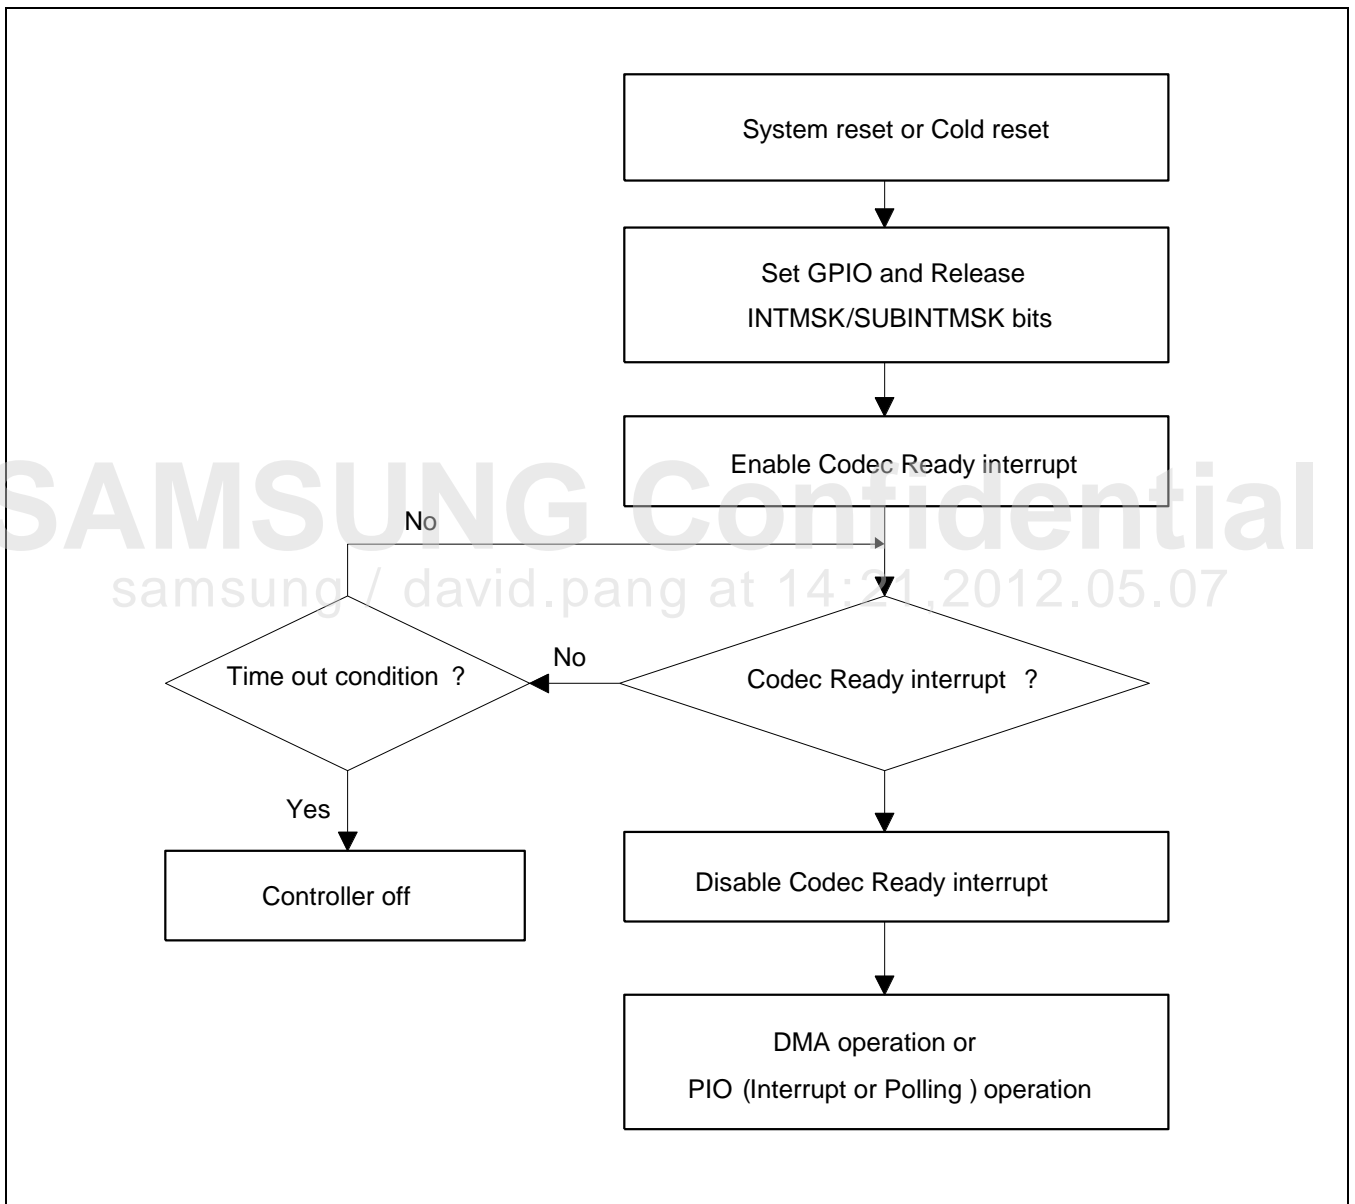 System reset or Cold reset
Set GPIO and Release
INTMSK/SUBINTMSK bits
Enable Codec Ready interrupt
SAMSUNG Confidential
No
samsung / david.pang at 14:21,2012.05.07
No
Time out condition ?
Codec Ready interrupt ?
Yes
Controller off
Disable Codec Ready interrupt
DMA operation or
PIO (Interrupt or Polling ) operation